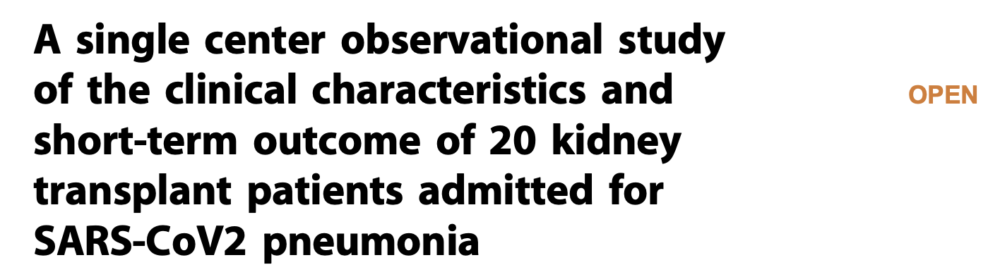 A single center observational study
of the clinical characteristics and
OPEN
short-term outcome of 20 kidney
transplant patients admitted for
SARS-CoV2 pneumonia